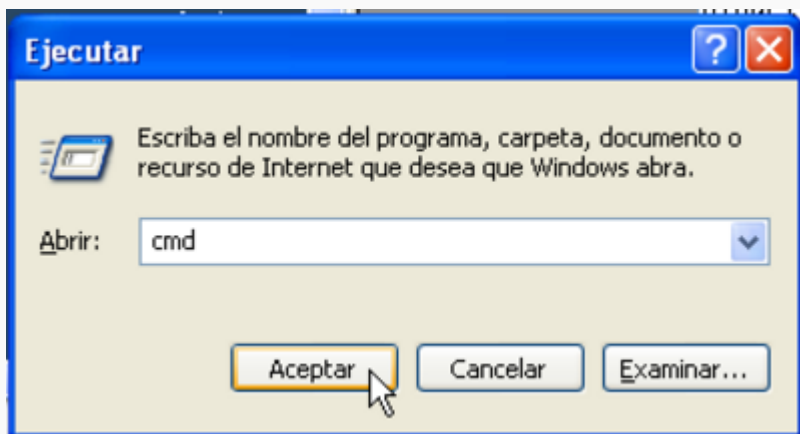 Ejecutar
Escriba el nombre del programa, carpeta, documento o
recurso de Internet que desea que Windows abra.
Abrir: cmd
Aceptar Cancelar Examinar...